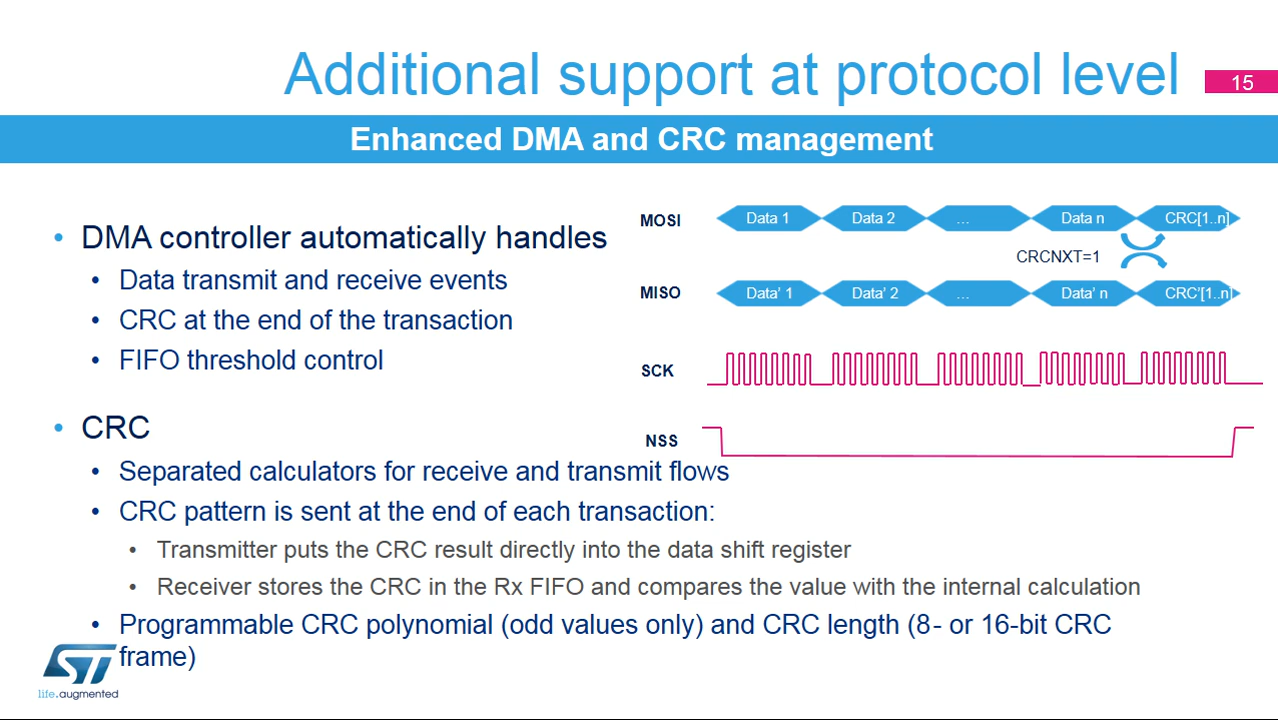 Additional support at protocol level
15
Enhanced DMA and CRC management
• DMA controller automatically handles
• Data transmit and receive events
• CRC at the end of the transaction
• FIFO threshold control
• CRC
• Separated calculators for receive and transmit flows
• CRC pattern is sent at the end of each transaction:
• Transmitter puts the CRC result directly into the data shift register
• Receiver stores the CRC in the Rx FIFO and compares the value with the internal calculation
• Programmable CRC polynomial (odd values only) and CRC length (8- or 16-bit CRC
frame)
MOSI Data 1 Data 2 ... Data n CRC[1..n]
CRCNXT=1
MISO Data' 1 Data' 2 ... Data' n CRC'[1..n]
SCK
NSS
ST
life.augmented